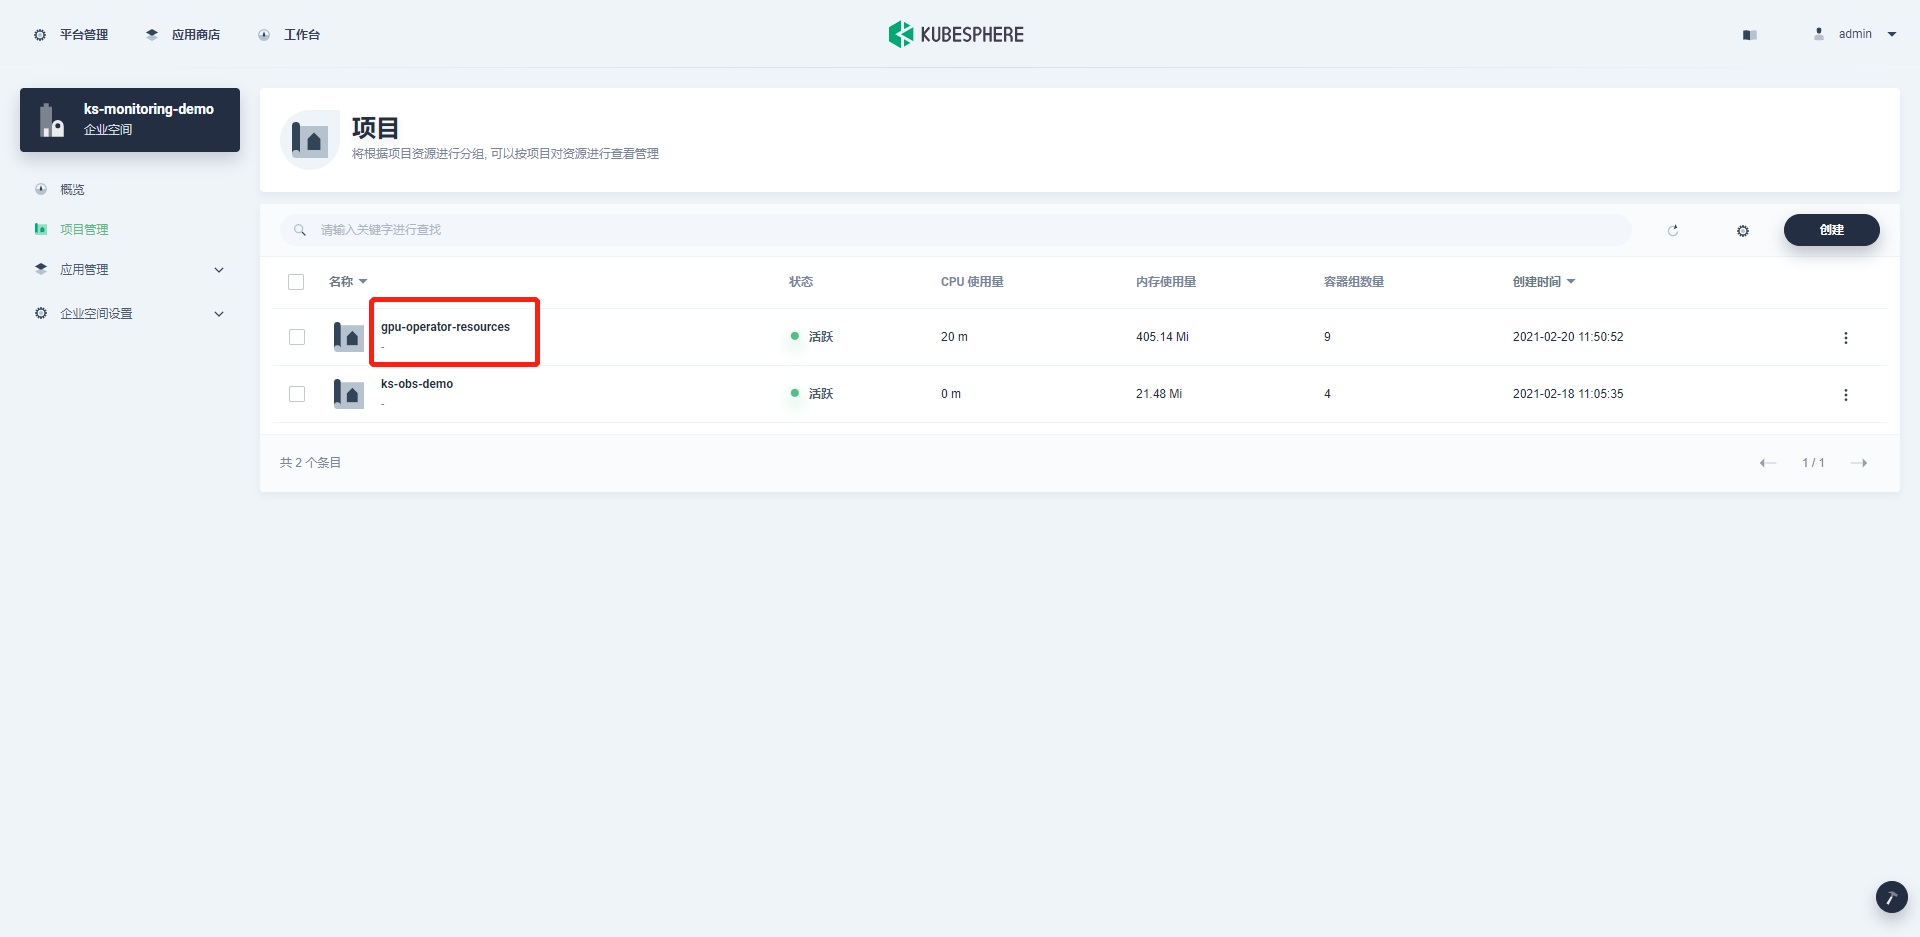 平台管理 应用商店 工作台 KUBESPHERE admin
ks-monitoring-demo
企业空间
概览
项目管理
应用管理
企业空间设置
项目
将根据项目资源进行分组, 可以按项目对资源进行查看管理
请输入关键字进行查找 创建
名称 状态 CPU 使用量 内存使用量 容器组数量 创建时间
gpu-operator-resources
-
活跃 20 m 405.14 Mi 9 2021-02-20 11:50:52
ks-obs-demo
-
活跃 0 m 21.48 Mi 4 2021-02-18 11:05:35
共 2 个条目 1 / 1